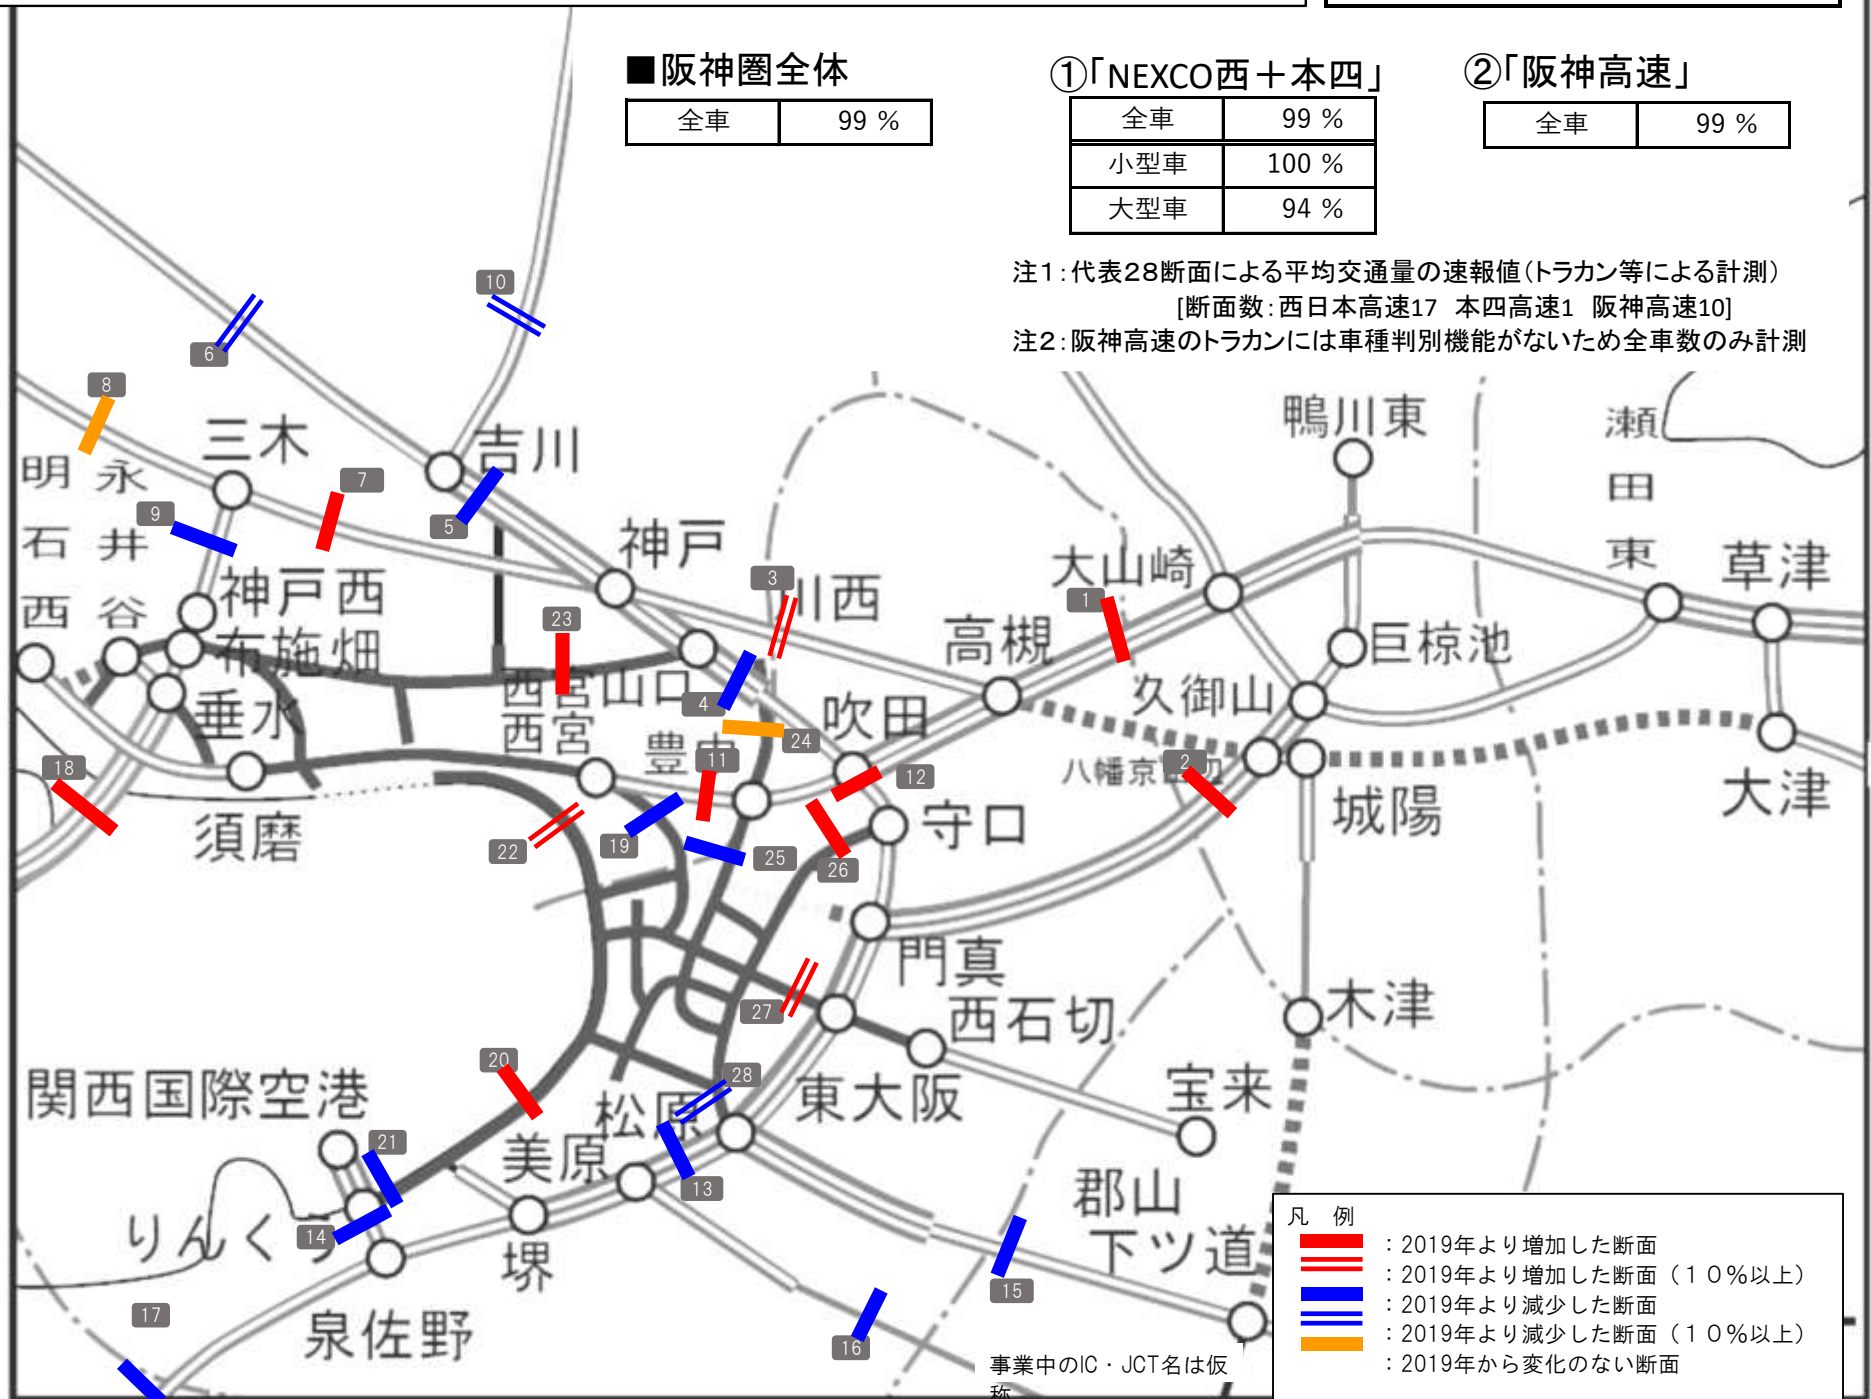 ■阪神圏全体
全車 99 %
①「NEXCO西＋本四」
全車 99 %
小型車 100 %
大型車 94 %
②「阪神高速」
全車 99 %
注1：代表28断面による平均交通量の速報値（トラカン等による計測）
[断面数：西日本高速17 本四高速1 阪神高速10]
注2：阪神高速のトラカンには車種判別機能がないため全車数のみ計測
10
6
8
三木
吉川
鴨川東
瀬田東
明石西
永井谷
7
9
5
神戸
大山崎
草津
3
川西
1
神戸西
23
布施畑
高槻
巨椋池
西宮山口
4
久御山
垂水
西宮
吹田
24
豊中
11
12
2
八幡京田辺
18
大津
城陽
須磨
守口
22
19
25
26
門真
27
西石切
木津
20
28
関西国際空港
松原
東大阪
宝来
21
美原
13
郡山下ツ道
りんくう
14
堺
15
17
泉佐野
16
事業中のIC・JCT名は仮
称
凡　例
：2019年より増加した断面
：2019年より増加した断面（１０％以上）
：2019年より減少した断面
：2019年より減少した断面（１０％以上）
：2019年から変化のない断面